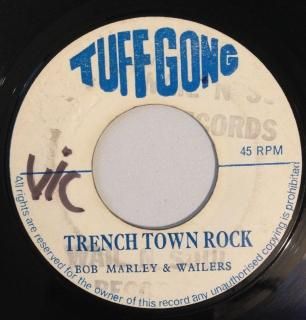 TUFF GONG
45 RPM
Vic
TRENCH TOWN ROCK
BOB MARLEY & WAILERS
All rights are reserved for the owner of this record any unauthorised copying is prohibited